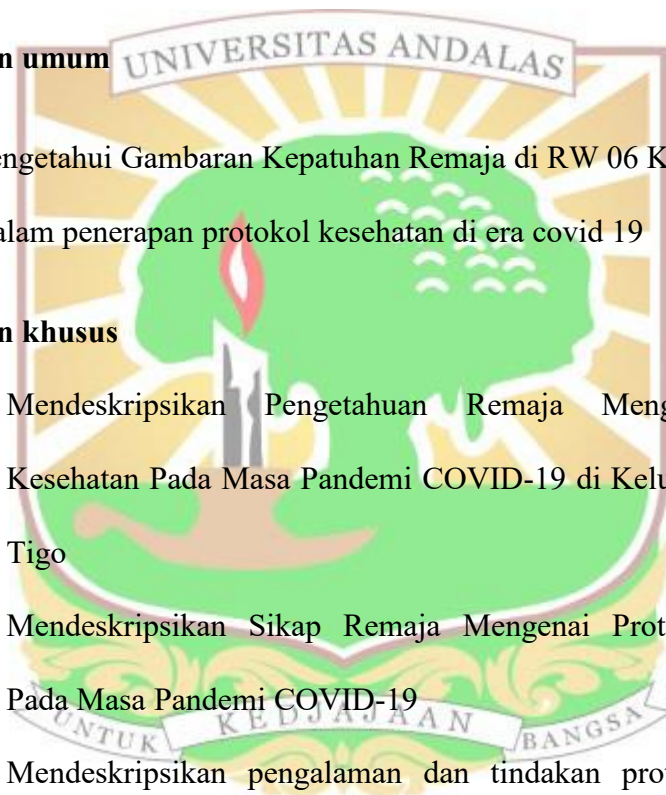 n umum
UNIVERSITAS ANDALAS
engetahui Gambaran Kepatuhan Remaja di RW 06 K
alam penerapan protokol kesehatan di era covid 19
n khusus
Mendeskripsikan Pengetahuan Remaja Meng
Kesehatan Pada Masa Pandemi COVID-19 di Kelu
Tigo
Mendeskripsikan Sikap Remaja Mengenai Prot
Pada Masa Pandemi COVID-19
UNTUK KEDJAJAAN BANGSA
Mendeskripsikan pengalaman dan tindakan prot